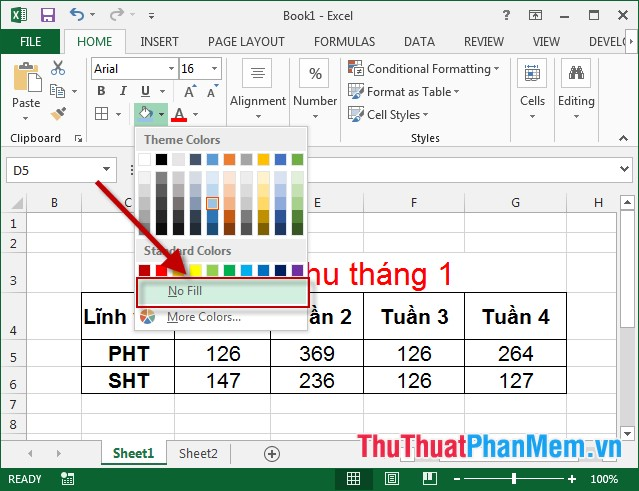 Book1 - Excel
FILE HOME INSERT PAGE LAYOUT FORMULAS DATA REVIEW VIEW DEVELO
Paste
Clipboard
Arial 16
B I U
A A
A
Alignment
%
Number
Conditional Formatting
Format as Table
Cell Styles
Styles
Cells
Editing
D5
Theme Colors
Standard Colors
No Fill
More Colors...
B C E F G H
1
2
3 hu tháng 1
4 Lĩnh ần 2 Tuần 3 Tuần 4
5 PHT 126 369 126 264
6 SHT 147 236 126 127
7
8
ThuThuatPhanMem.vn
Sheet1 Sheet2
READY 100%